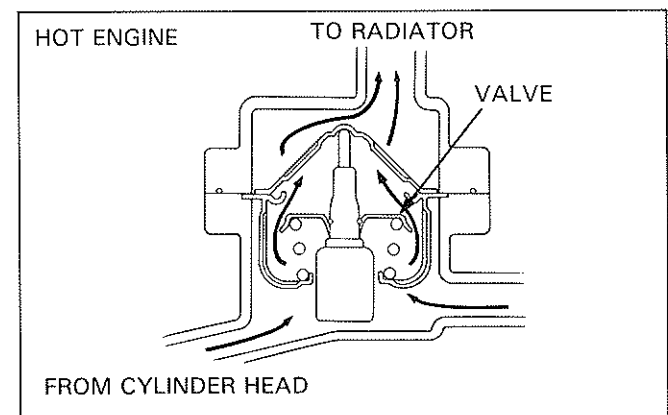 HOT ENGINE
TO RADIATOR
VALVE
FROM CYLINDER HEAD